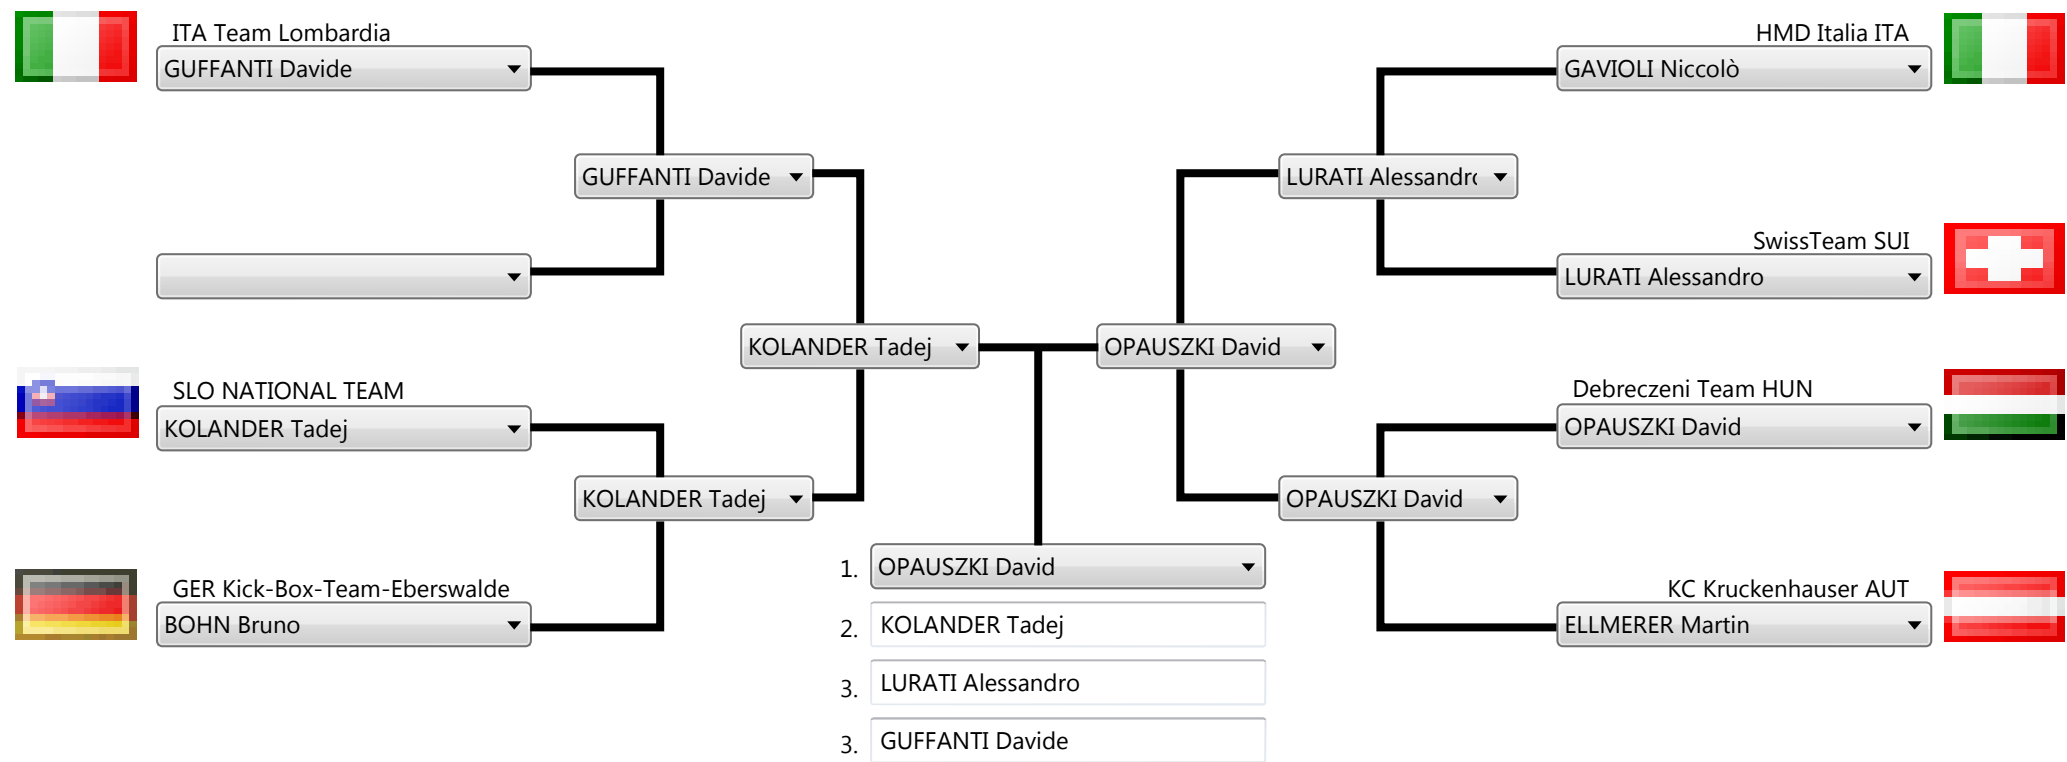 ITA Team Lombardia
HMD Italia ITA
GUFFANTI Davide
GAVIOLI Niccolò
GUFFANTI Davide
LURATI Alessandro
SwissTeam SUI
LURATI Alessandro
KOLANDER Tadej
OPAUSZKI David
SLO NATIONAL TEAM
Debreczeni Team HUN
KOLANDER Tadej
OPAUSZKI David
KOLANDER Tadej
OPAUSZKI David
1. OPAUSZKI David
GER Kick-Box-Team-Eberswalde
KC Kruckenhauser AUT
BOHN Bruno
ELLMERER Martin
2. KOLANDER Tadej
3. LURATI Alessandro
3. GUFFANTI Davide